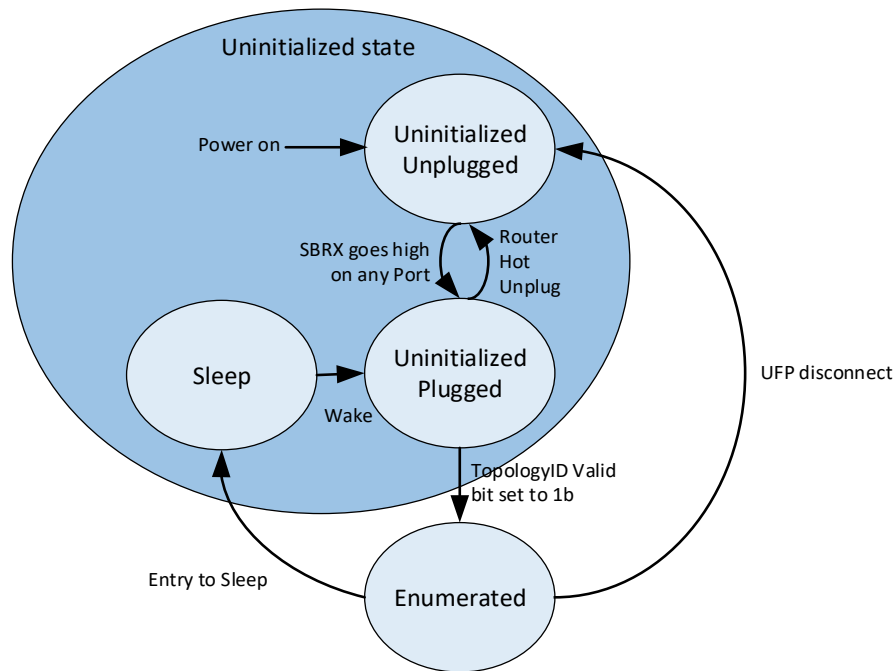 Uninitialized state
Uninitialized
Unplugged
Power on
SBRX goes high
on any Port
Router
Hot
Unplug
Sleep
Wake
Uninitialized
Plugged
UFP disconnect
TopologyID Valid
bit set to 1b
Entry to Sleep
Enumerated